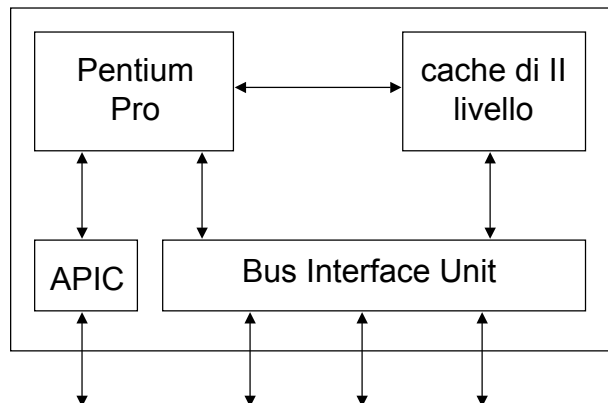 Pentium
Pro
cache di II
livello
APIC
Bus Interface Unit